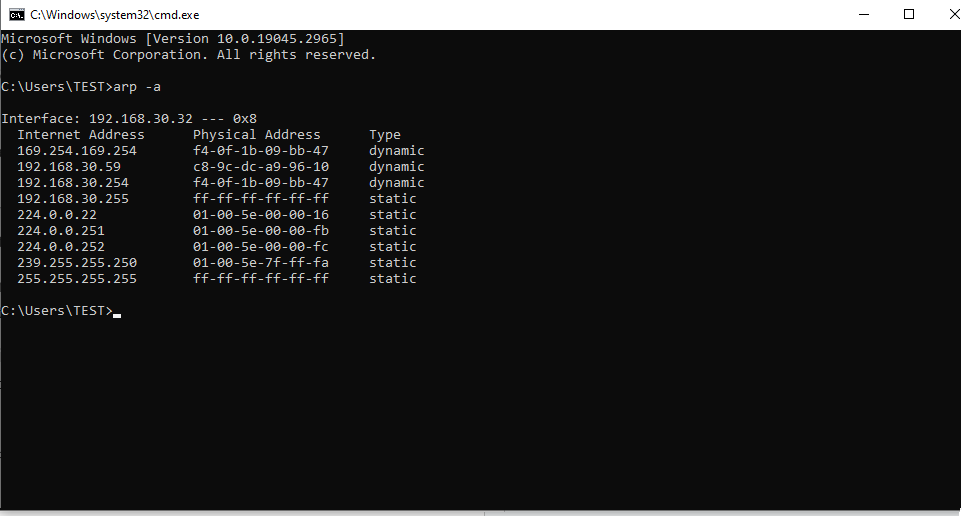 C:\Windows\system32\cmd.exe
Microsoft Windows [Version 10.0.19045.2965]
(c) Microsoft Corporation. All rights reserved.
C:\Users\TEST>arp -a
Interface: 192.168.30.32 --- 0x8
Internet Address Physical Address Type
169.254.169.254 f4-0f-1b-09-bb-47 dynamic
192.168.30.59 c8-9c-dc-a9-96-10 dynamic
192.168.30.254 f4-0f-1b-09-bb-47 dynamic
192.168.30.255 ff-ff-ff-ff-ff-ff static
224.0.0.22 01-00-5e-00-00-16 static
224.0.0.251 01-00-5e-00-00-fb static
224.0.0.252 01-00-5e-00-00-fc static
239.255.255.250 01-00-5e-7f-ff-fa static
255.255.255.255 ff-ff-ff-ff-ff-ff static
C:\Users\TEST>